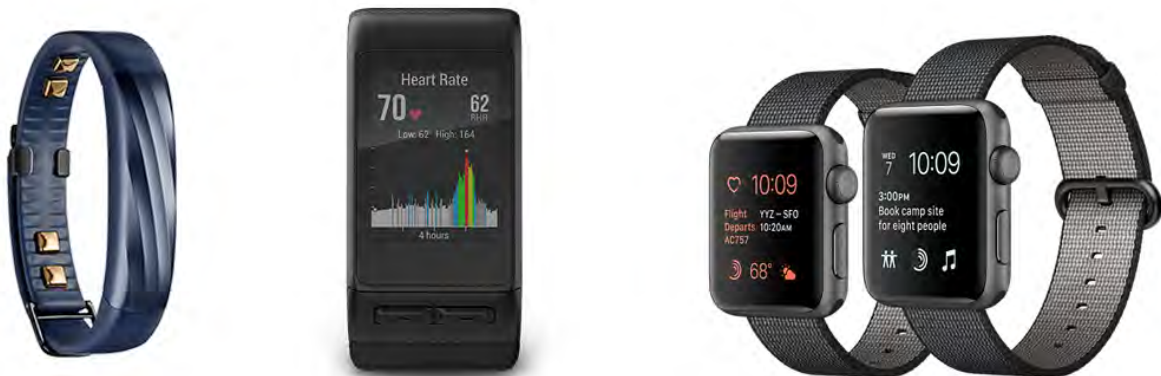 Heart Rate
70 62
RHR
Low: 62 High: 164
4 hours
10:09
Flight YYZ – SFO
Departs 10:20AM
AC757
68°
WED
7 10:09
3:00PM
Book camp site
for eight people